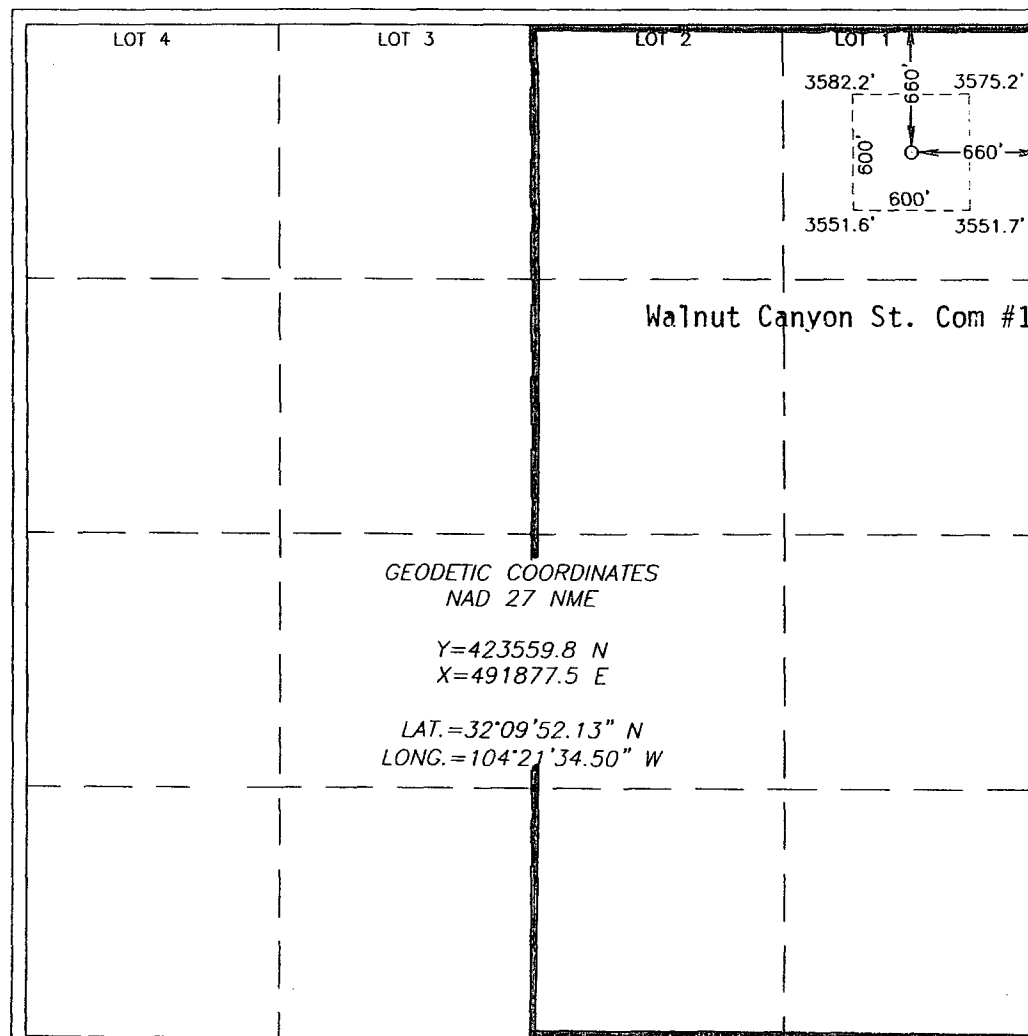 LOT 4
LOT 3
LOT 2
LOT 1
3582.2'
660'
3575.2'
600'
660'
600'
3551.6'
3551.7'
Walnut Canyon St. Com #1
GEODETIC COORDINATES
NAD 27 NME
Y=423559.8 N
X=491877.5 E
LAT.=32°09'52.13" N
LONG.=104°21'34.50" W